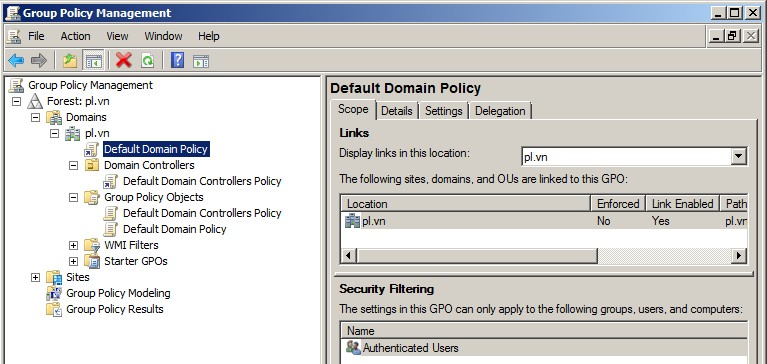 Group Policy Management
File Action View Window Help
Group Policy Management
Forest: pl.vn
Domains
pl.vn
Default Domain Policy
Domain Controllers
Default Domain Controllers Policy
Group Policy Objects
Default Domain Controllers Policy
Default Domain Policy
WMI Filters
Starter GPOs
Sites
Group Policy Modeling
Group Policy Results
Default Domain Policy
Scope Details Settings Delegation
Links
Display links in this location: pl.vn
The following sites, domains, and OUs are linked to this GPO:
Location Enforced Link Enabled Path
pl.vn No Yes pl.vn
Security Filtering
The settings in this GPO can only apply to the following groups, users, and computers:
Name
Authenticated Users